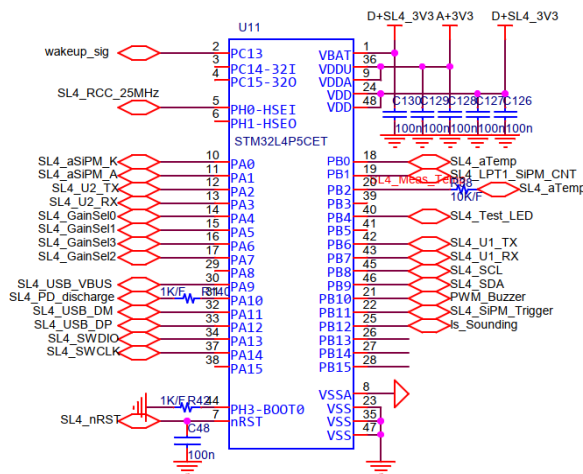 D+SL4_3V3 A+3V3 D+SL4_3V3
U11
wakeup_sig 2 PC13 VBAT 1
3 PC14-32I VDDU 36
4 PC15-32O VDDA 9
VDD 24
SL4_RCC_25MHz 5 PH0-HSEI VDD 48
6 PH1-HSEO C130 C129 C128 C127 C126
STM32L4P5CET 100n 100n 100n 100n 100n
SL4_aSiPM_K 10 PA0 PB0 18 SL4_aTemp
SL4_aSiPM_A 11 PA1 PB1 19 SL4_LPT1_SiPM_CNT
SL4_U2_TX 12 PA2 PB2 20 10K/F SL4_aTemp
SL4_U2_RX 13 PA3 PB3 39
SL4_GainSel0 14 PA4 PB4 40 SL4_Test_LED
SL4_GainSel1 15 PA5 PB5 41
SL4_GainSel3 16 PA6 PB6 42 SL4_U1_TX
SL4_GainSel2 17 PA7 PB7 43 SL4_U1_RX
29 PA8 PB8 45 SL4_SCL
SL4_USB_VBUS 30 PA9 PB9 46 SL4_SDA
SL4_PD_discharge 1K/F R140 31 PA10 PB10 21 PWM_Buzzer
SL4_USB_DM 32 PA11 PB11 22 SL4_SiPM_Trigger
SL4_USB_DP 33 PA12 PB12 25 Is_Sounding
SL4_SWDIO 34 PA13 PB13 26
SL4_SWCLK 37 PA14 PB14 27
38 PA15 PB15 28
VSSA 8
1K/F R42 44 PH3-BOOT0 VSS 23
SL4_nRST 7 nRST VSS 35
C48 VSS 47
100n